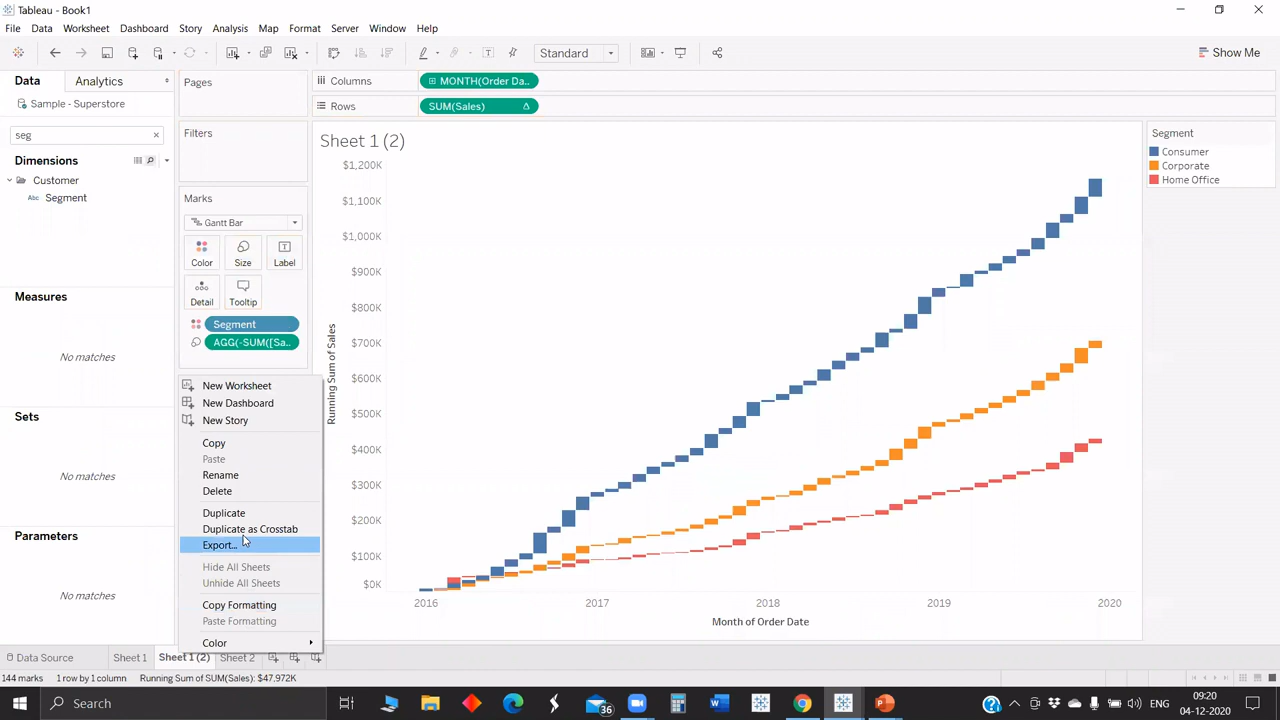 Tableau - Book1
File Data Worksheet Dashboard Story Analysis Map Format Server Window Help
Standard
Show Me
Data Analytics
Sample - Superstore
seg
Dimensions
Customer
Abc Segment
Measures
No matches
Sets
No matches
Parameters
No matches
Pages
Filters
Marks
Gantt Bar
Color Size Label
Detail Tooltip
Segment
AGG(-SUM([Sa..
New Worksheet
New Dashboard
New Story
Copy
Paste
Rename
Delete
Duplicate
Duplicate as Crosstab
Export...
Hide All Sheets
Unhide All Sheets
Copy Formatting
Paste Formatting
Color
Columns MONTH(Order Da..
Rows SUM(Sales)
Sheet 1 (2)
Running Sum of Sales
$1,200K
$1,100K
$1,000K
$900K
$800K
$700K
$600K
$500K
$400K
$300K
$200K
$100K
$0K
2016 2017 2018 2019 2020
Month of Order Date
Segment
Consumer
Corporate
Home Office
Data Source Sheet 1 Sheet 1 (2) Sheet 2
144 marks 1 row by 1 column Running Sum of SUM(Sales): $47.972K
Search
36
ENG
09:20
04-12-2020